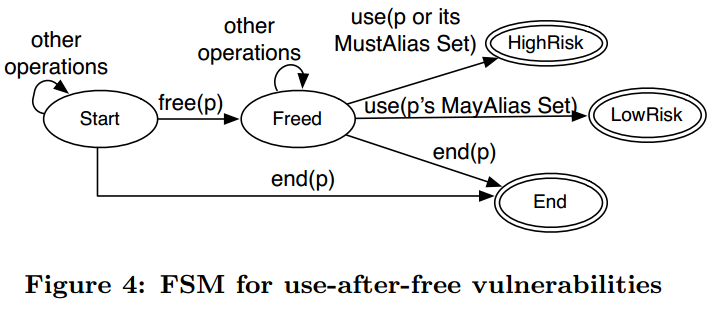 other
operations
other
operations
use(p or its
MustAlias Set)
HighRisk
Start
free(p)
Freed
use(p's MayAlias Set)
LowRisk
end(p)
end(p)
End
Figure 4: FSM for use-after-free vulnerabilities